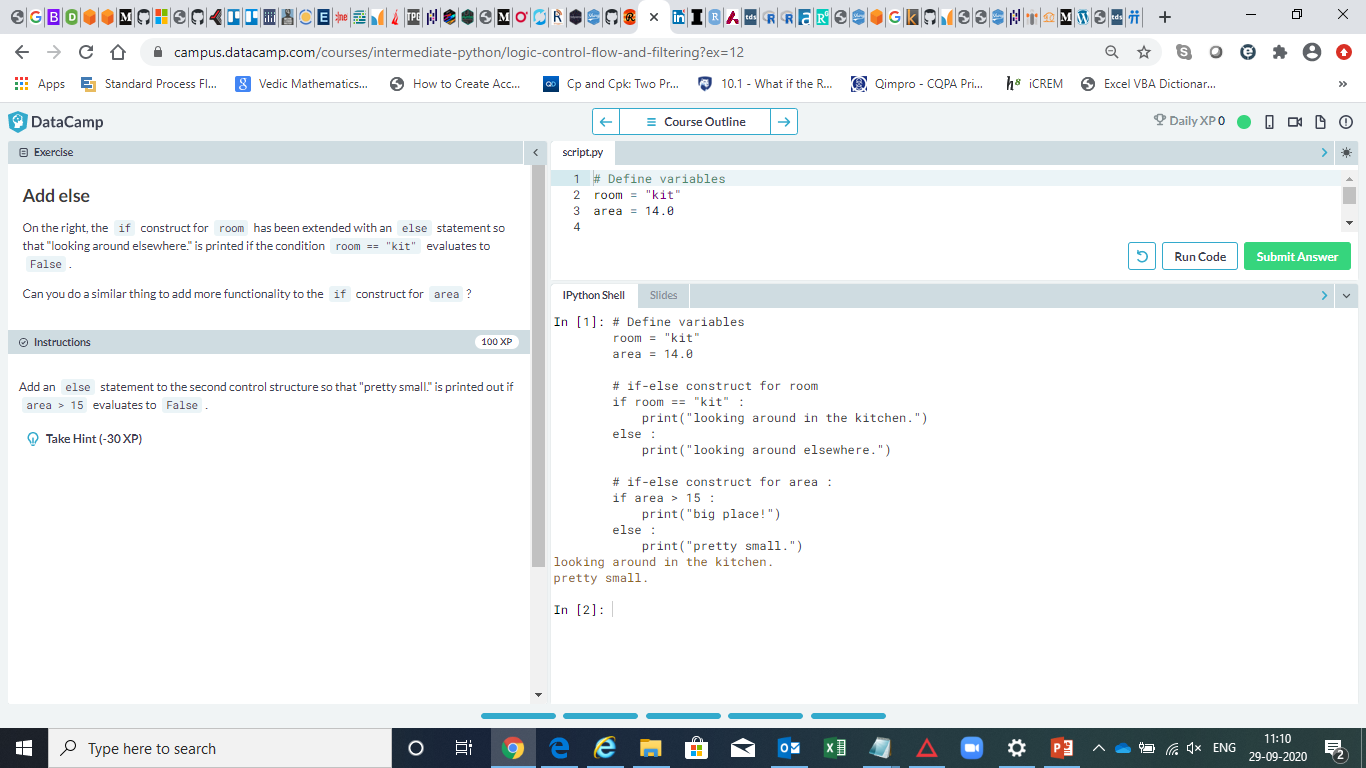 campus.datacamp.com/courses/intermediate-python/logic-control-flow-and-filtering?ex=12
Apps Standard Process Fl... Vedic Mathematics... How to Create Acc... Cp and Cpk: Two Pr... 10.1 - What if the R... Qimpro - CQPA Pri... iCREM Excel VBA Dictionar... »
DataCamp
Course Outline
Daily XP 0
Exercise
script.py
Add else
On the right, the if construct for room has been extended with an else statement so
that "looking around elsewhere." is printed if the condition room == "kit" evaluates to
False .
Can you do a similar thing to add more functionality to the if construct for area ?
Instructions
100 XP
Add an else statement to the second control structure so that "pretty small." is printed out if
area > 15 evaluates to False .
Take Hint (-30 XP)
1 # Define variables
2 room = "kit"
3 area = 14.0
4
Run Code
Submit Answer
IPython Shell
Slides
In [1]: # Define variables
room = "kit"
area = 14.0
# if-else construct for room
if room == "kit" :
print("looking around in the kitchen.")
else :
print("looking around elsewhere.")
# if-else construct for area :
if area > 15 :
print("big place!")
else :
print("pretty small.")
looking around in the kitchen.
pretty small.
In [2]:
Type here to search
ENG
11:10
29-09-2020
2